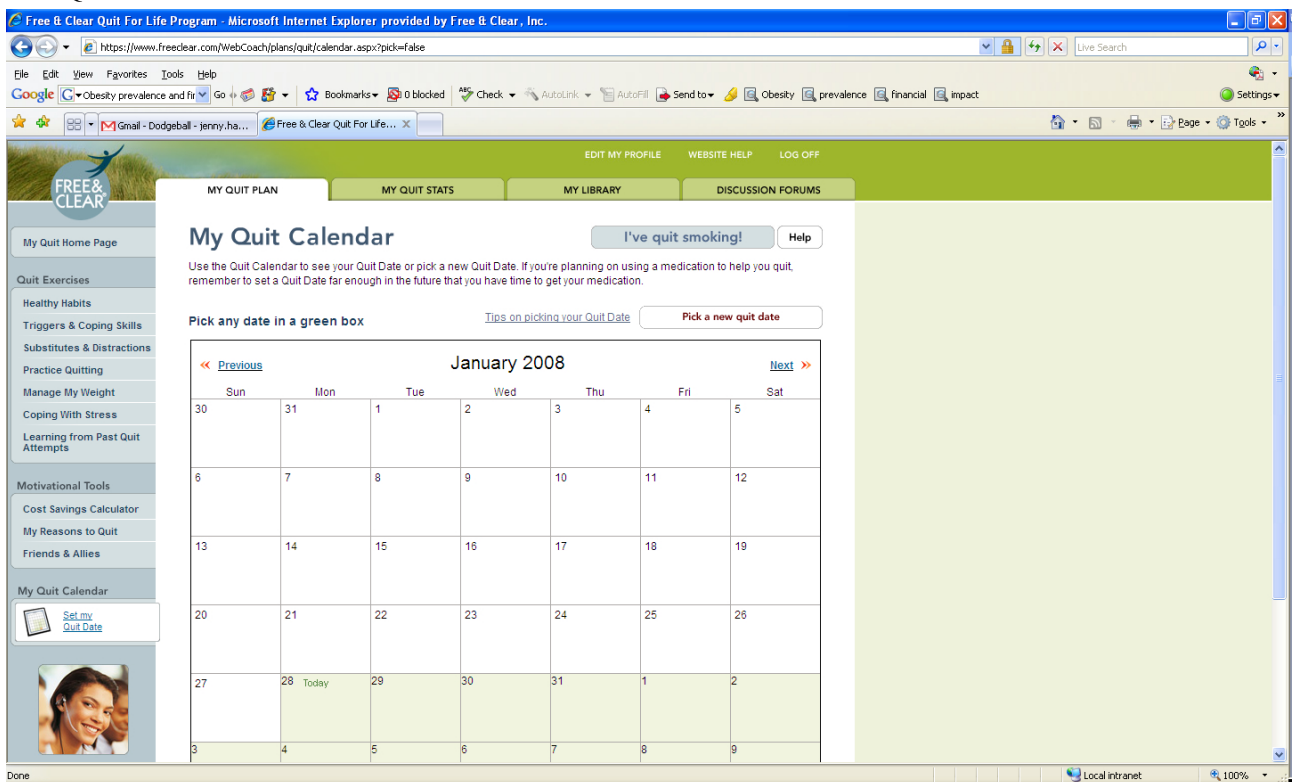 Free & Clear Quit For Life Program - Microsoft Internet Explorer provided by Free & Clear, Inc.
https://www.freeclear.com/WebCoach/plans/quit/calendar.aspx?pick=false
Live Search
File Edit View Favorites Tools Help
Google Obesity prevalence and fir Go Bookmarks 0 blocked Check AutoLink AutoFill Send to Obesity prevalence financial impact Settings
Gmail - Dodgeball - jenny.ha... Free & Clear Quit For Life... X Page Tools
EDIT MY PROFILE WEBSITE HELP LOG OFF
FREE&
CLEAR
MY QUIT PLAN MY QUIT STATS MY LIBRARY DISCUSSION FORUMS
My Quit Home Page
Quit Exercises
Healthy Habits
Triggers & Coping Skills
Substitutes & Distractions
Practice Quitting
Manage My Weight
Coping With Stress
Learning from Past Quit
Attempts
Motivational Tools
Cost Savings Calculator
My Reasons to Quit
Friends & Allies
My Quit Calendar
Set my
Quit Date
My Quit Calendar
I've quit smoking! Help
Use the Quit Calendar to see your Quit Date or pick a new Quit Date. If you're planning on using a medication to help you quit,
remember to set a Quit Date far enough in the future that you have time to get your medication.
Pick any date in a green box
Tips on picking your Quit Date Pick a new quit date
« Previous January 2008 Next »
Sun Mon Tue Wed Thu Fri Sat
30 31 1 2 3 4 5
6 7 8 9 10 11 12
13 14 15 16 17 18 19
20 21 22 23 24 25 26
27 28 Today 29 30 31 1 2
3 4 5 6 7 8 9
Done Local intranet 100%